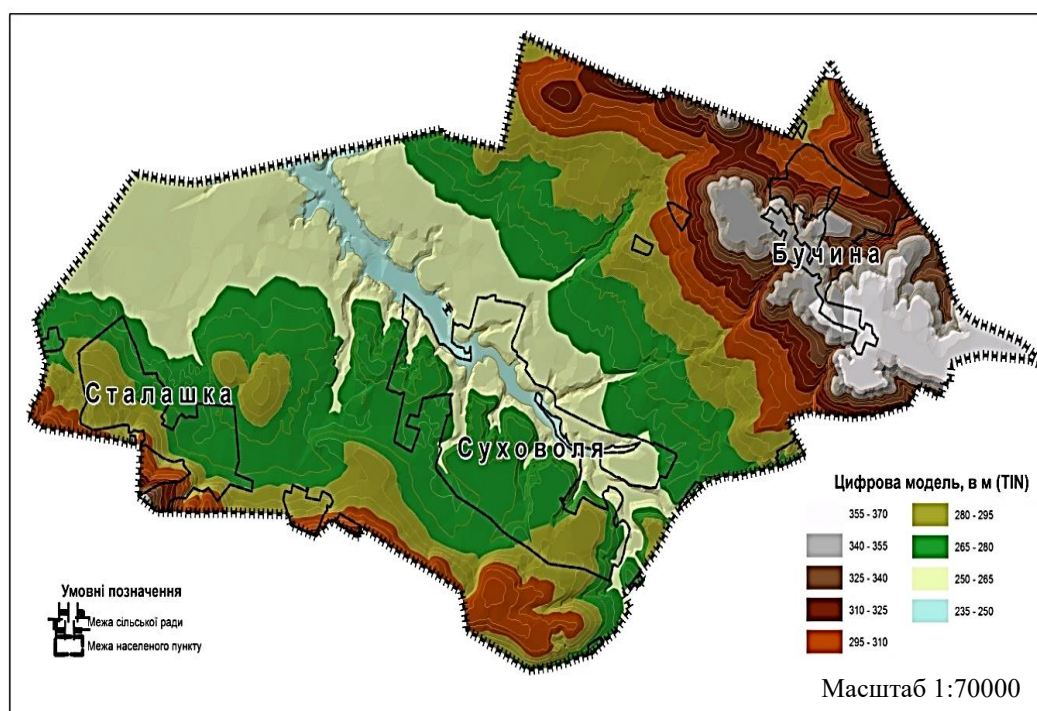 Бучина
Сталашка
Суховоля
Цифрова модель, в м (TIN)
355 - 370
340 - 355
325 - 340
310 - 325
295 - 310
280 - 295
265 - 280
250 - 265
235 - 250
Умовні позначення
Межа сільської ради
Межа населеного пункту
Масштаб 1:70000